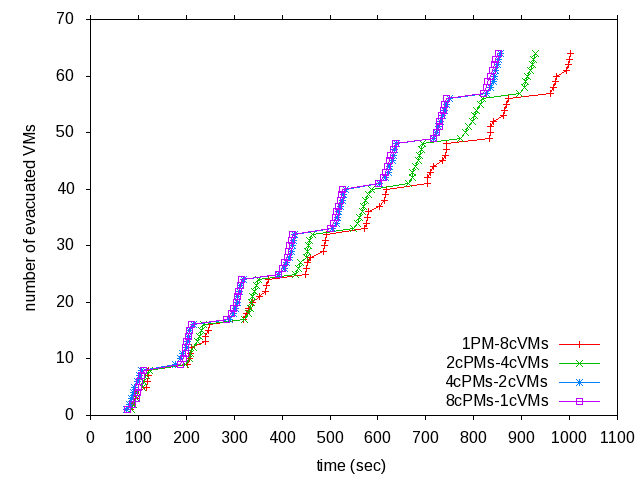 70
60
50
40
30
20
10
0
number of evacuated VMs
1PM-8cVMs
2cPMs-4cVMs
4cPMs-2cVMs
8cPMs-1cVMs
0 100 200 300 400 500 600 700 800 900 1000 1100
time (sec)